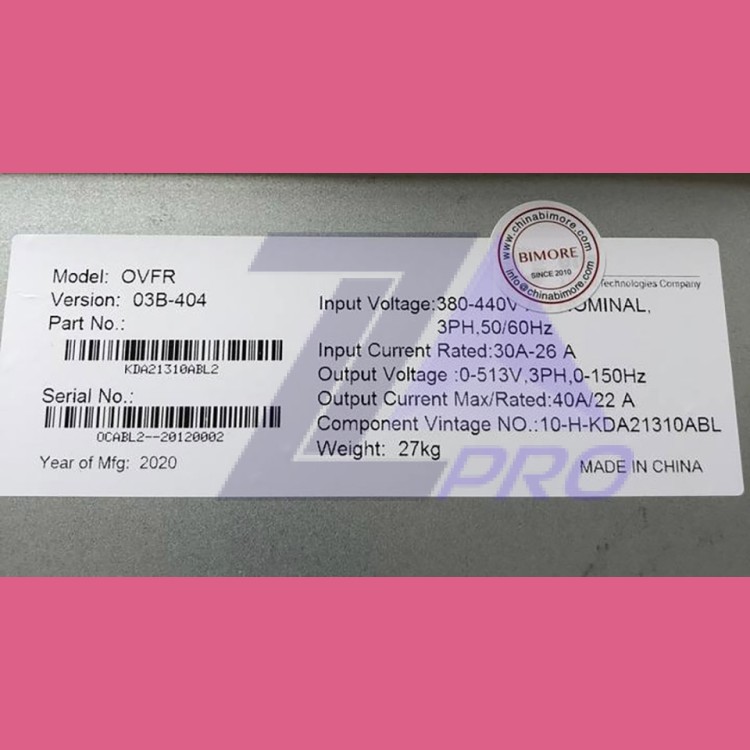 Model: OVFR
Version: 03B-404
Part No.:
KDA21310ABL2
Serial No.:
OCABL2--20120002
Year of Mfg: 2020
www.chinabimore.com
BIMORE
SINCE 2010
info@chinabimore.com
Technologies Company
Input Voltage:380-440V
3PH,50/60Hz
Input Current Rated:30A-26 A
Output Voltage :0-513V,3PH,0-150Hz
Output Current Max/Rated:40A/22 A
Component Vintage NO.:10-H-KDA21310ABL
Weight: 27kg
MADE IN CHINA
PRO